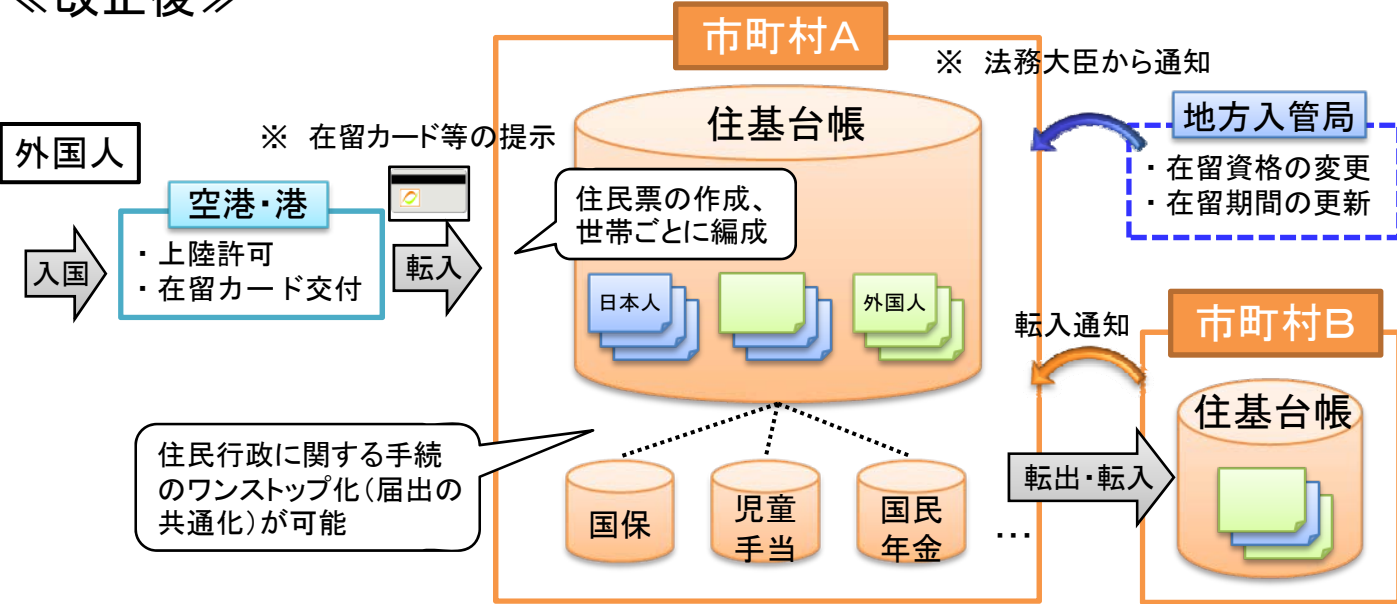 ≪改正後≫
市町村A
※ 法務大臣から通知
住基台帳
地方入管局
・在留資格の変更
・在留期間の更新
外国人
※ 在留カード等の提示
空港・港
・上陸許可
・在留カード交付
入国
転入
住民票の作成、
世帯ごとに編成
日本人
外国人
転入通知
市町村B
住基台帳
住民行政に関する手続
のワンストップ化（届出の
共通化）が可能
転出・転入
国保
児童
手当
国民
年金
…